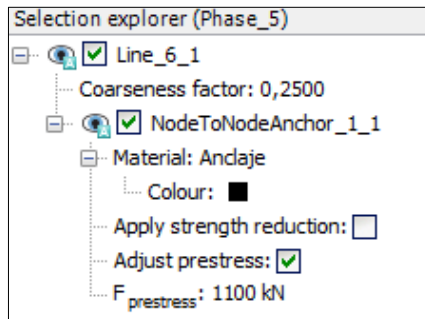 Selection explorer (Phase_5)
Line_6_1
Coarseness factor: 0,2500
NodeToNodeAnchor_1_1
Material: Anclaje
Colour:
Apply strength reduction:
Adjust prestress:
Fprestress: 1100 kN